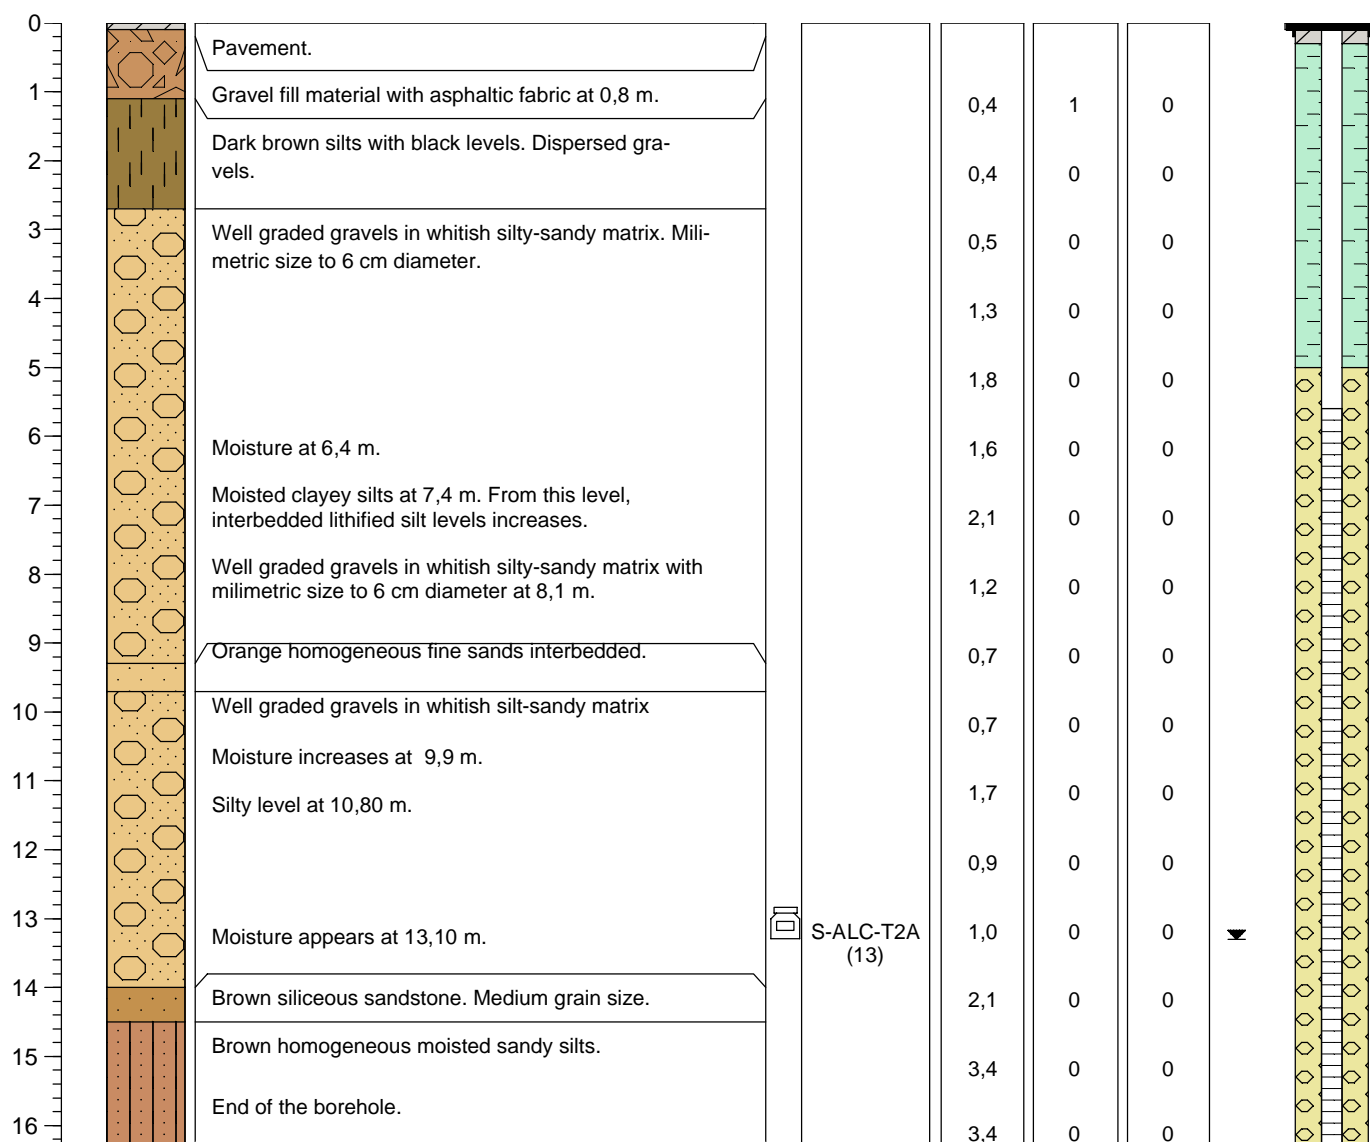 0
Pavement.
1
Gravel fill material with asphaltic fabric at 0,8 m.
0,4 1 0
Dark brown silts with black levels. Dispersed gra-
vels.
2
0,4 0 0
3
Well graded gravels in whitish silty-sandy matrix. Mili-
metric size to 6 cm diameter.
0,5 0 0
4
1,3 0 0
5
1,8 0 0
6
Moisture at 6,4 m.
1,6 0 0
7
Moisted clayey silts at 7,4 m. From this level,
interbedded lithified silt levels increases.
2,1 0 0
8
Well graded gravels in whitish silty-sandy matrix with
milimetric size to 6 cm diameter at 8,1 m.
1,2 0 0
9
Orange homogeneous fine sands interbedded.
0,7 0 0
10
Well graded gravels in whitish silt-sandy matrix
0,7 0 0
Moisture increases at 9,9 m.
11
Silty level at 10,80 m.
1,7 0 0
12
0,9 0 0
13
Moisture appears at 13,10 m.
S-ALC-T2A
(13)
1,0 0 0
14
Brown siliceous sandstone. Medium grain size.
2,1 0 0
15
Brown homogeneous moisted sandy silts.
3,4 0 0
End of the borehole.
16
3,4 0 0